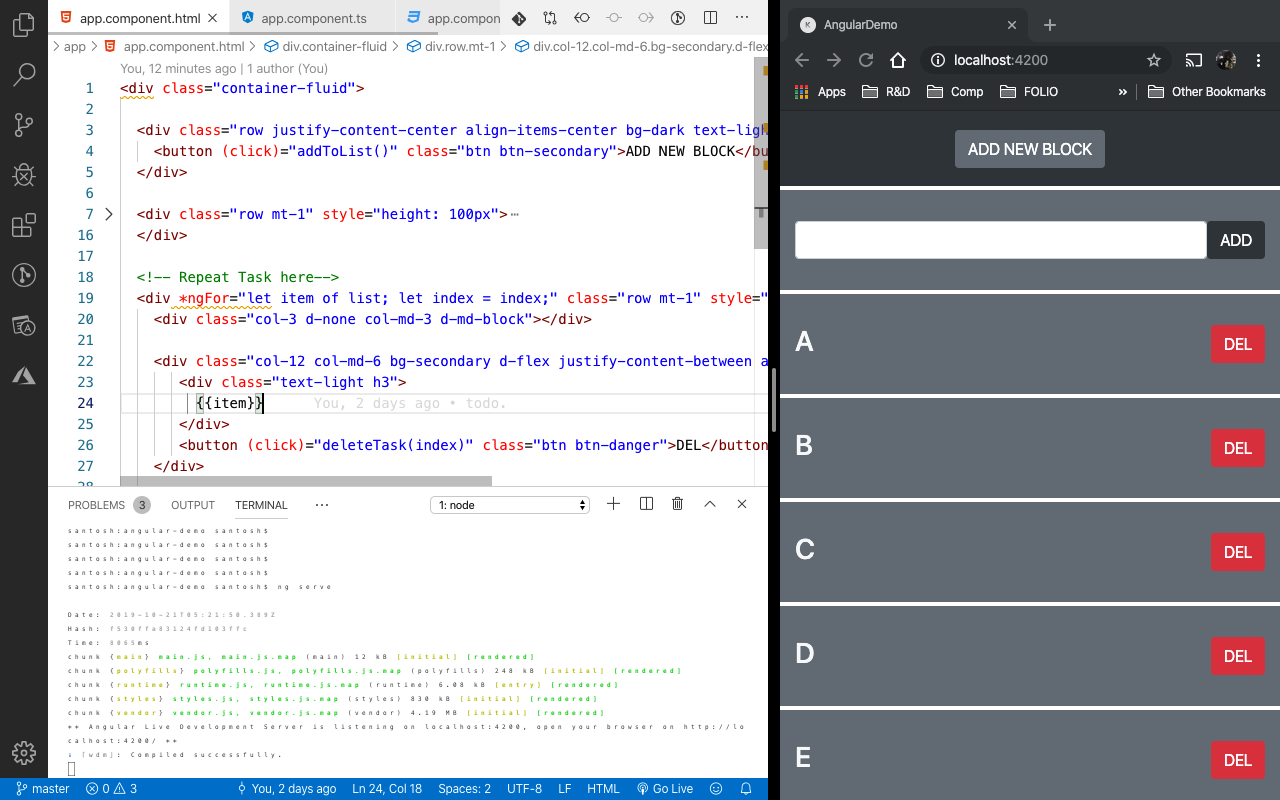 app.component.html
app.component.ts
app.compon
app
app.component.html
div.container-fluid
div.row.mt-1
div.col-12.col-md-6.bg-secondary.d-flex
You, 12 minutes ago | 1 author (You)
1 <div class="container-fluid">
2
3 <div class="row justify-content-center align-items-center bg-dark text-ligh
4 <button (click)="addToList()" class="btn btn-secondary">ADD NEW BLOCK</bu
5 </div>
6
7 <div class="row mt-1" style="height: 100px">…
16 </div>
17
18 <!-- Repeat Task here-->
19 <div *ngFor="let item of list; let index = index;" class="row mt-1" style="
20 <div class="col-3 d-none col-md-3 d-md-block"></div>
21
22 <div class="col-12 col-md-6 bg-secondary d-flex justify-content-between a
23 <div class="text-light h3">
24 {{item}} You, 2 days ago • todo.
25 </div>
26 <button (click)="deleteTask(index)" class="btn btn-danger">DEL</button
27 </div>
28
PROBLEMS 3 OUTPUT TERMINAL ··· 1: node
santosh:angular-demo santosh$
santosh:angular-demo santosh$
santosh:angular-demo santosh$
santosh:angular-demo santosh$
santosh:angular-demo santosh$ ng serve
Date: 2019-10-21T05:21:50.389Z
Hash: f530ffa83124fd103ffc
Time: 8065ms
chunk {main} main.js, main.js.map (main) 12 kB [initial] [rendered]
chunk {polyfills} polyfills.js, polyfills.js.map (polyfills) 248 kB [initial] [rendered]
chunk {runtime} runtime.js, runtime.js.map (runtime) 6.08 kB [entry] [rendered]
chunk {styles} styles.js, styles.js.map (styles) 830 kB [initial] [rendered]
chunk {vendor} vendor.js, vendor.js.map (vendor) 4.19 MB [initial] [rendered]
** Angular Live Development Server is listening on localhost:4200, open your browser on http://lo
calhost:4200/ **
ℹ ｢wdm｣: Compiled successfully.
master 0 3 You, 2 days ago Ln 24, Col 18 Spaces: 2 UTF-8 LF HTML Go Live
K AngularDemo
localhost:4200
Apps R&D Comp FOLIO » Other Bookmarks
ADD NEW BLOCK
ADD
A DEL
B DEL
C DEL
D DEL
E DEL